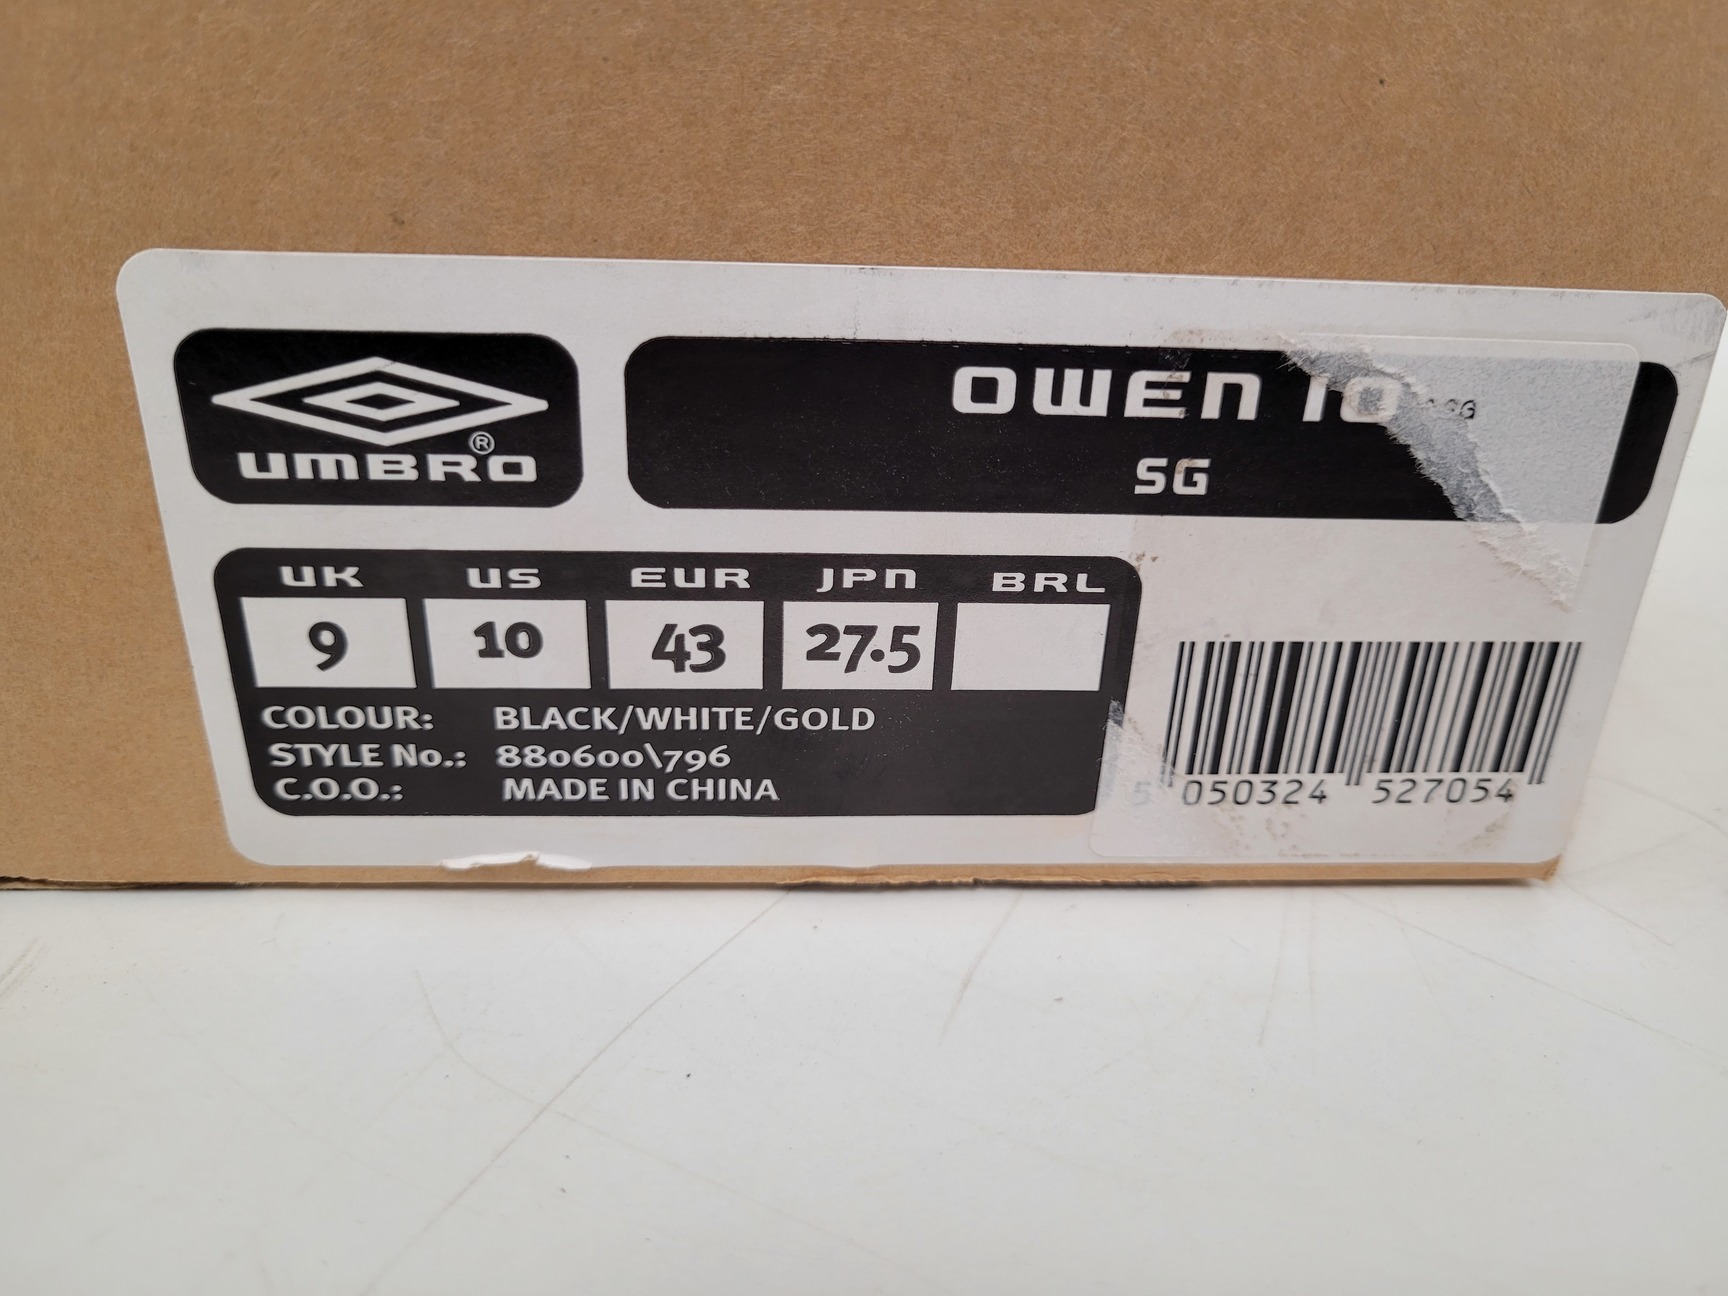 UMBRO®
OWEN 10
SG
UK US EUR JPN BRL
9 10 43 27.5
COLOUR: BLACK/WHITE/GOLD
STYLE No.: 880600\796
C.O.O.: MADE IN CHINA
5 050324 527054